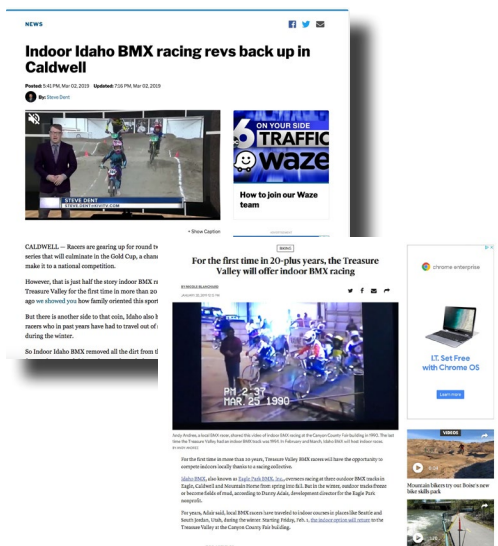 NEWS
Indoor Idaho BMX racing revs back up in
Caldwell
Posted: 5:41 PM, Mar 02, 2019 Updated: 7:16 PM, Mar 02, 2019
By: Steve Dent
STEVE DENT
STEVE.DENT@KIVITV.COM
6 ON YOUR SIDE
TRAFFIC
waze
How to join our Waze
team
Show Caption
CALDWELL — Racers are gearing up for round tw
series that will culminate in the Gold Cup, a chanc
make it to a national competition.
However, that is just half the story indoor BMX ra
Treasure Valley for the first time in more than 20
ago we showed you how family oriented this sport
But there is another side to that coin, Idaho also h
racers who in past years have had to travel out of
during the winter.
So Indoor Idaho BMX removed all the dirt from t
For the first time in 20-plus years, the Treasure
Valley will offer indoor BMX racing
PM 2:37
MAR. 25 1990
For the first time in more than 20 years, Treasure Valley BMX racers will have the opportunity to
compete indoors locally thanks to a racing collective.
Idaho BMX, also known as Eagle Park BMX, Inc., oversees racing at three outdoor BMX tracks in
Eagle, Caldwell and Mountain Home from spring into fall. But in the winter, outdoor tracks freeze
or become fields of mud, according to Danny Adair, development director for the Eagle Park
nonprofit.
For years, Adair said, local BMX racers have traveled to indoor courses in places like Seattle and
South Jordan, Utah, during the winter. Starting Friday, Feb. 1, the indoor option will return to the
Treasure Valley at the Canyon County Fair building.
chrome enterprise
I.T. Set Free
with Chrome OS
Learn more
VIDEOS
Mountain bikers try out Boise's new
bike skills park